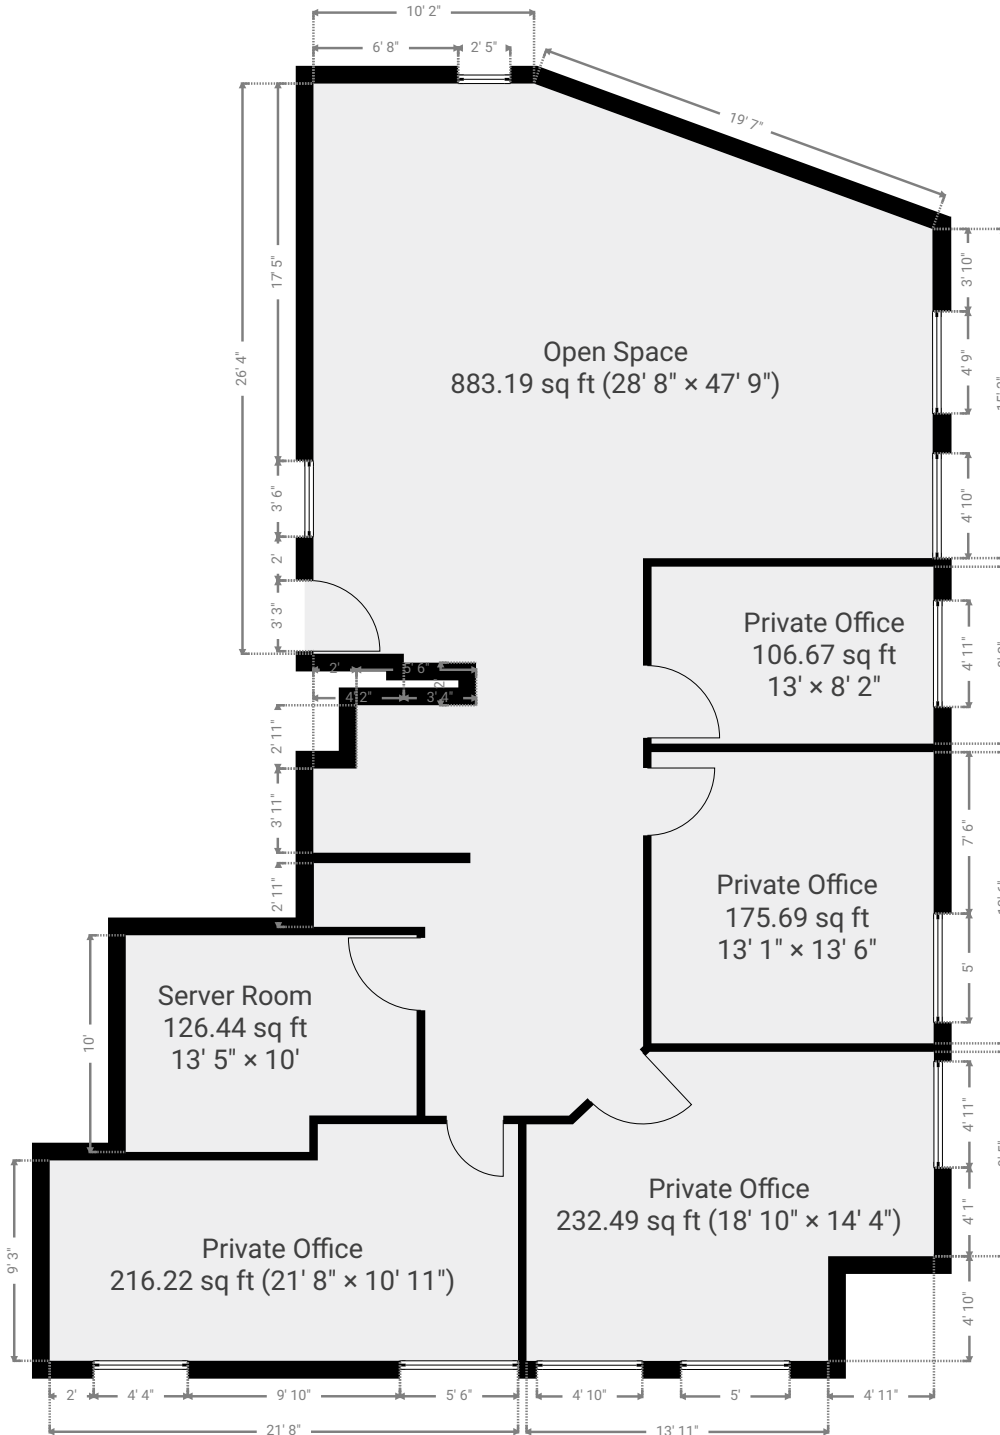 10' 2"
6' 8"
2' 5"
19' 7"
3' 10"
17' 5"
26' 4"
4' 9"
Open Space
883.19 sq ft (28' 8" × 47' 9")
3' 6"
4' 10"
2'
3' 3"
Private Office
106.67 sq ft
13' × 8' 2"
4' 11"
2'
5' 6"
2'
4' 2"
3' 4"
2' 11"
3' 11"
7' 6"
2' 11"
Private Office
175.69 sq ft
13' 1" × 13' 6"
5'
Server Room
126.44 sq ft
13' 5" × 10'
10'
4' 11"
Private Office
232.49 sq ft (18' 10" × 14' 4")
4' 1"
Private Office
216.22 sq ft (21' 8" × 10' 11")
9' 3"
4' 10"
2'
4' 4"
9' 10"
5' 6"
4' 10"
5'
4' 11"
21' 8"
13' 11"